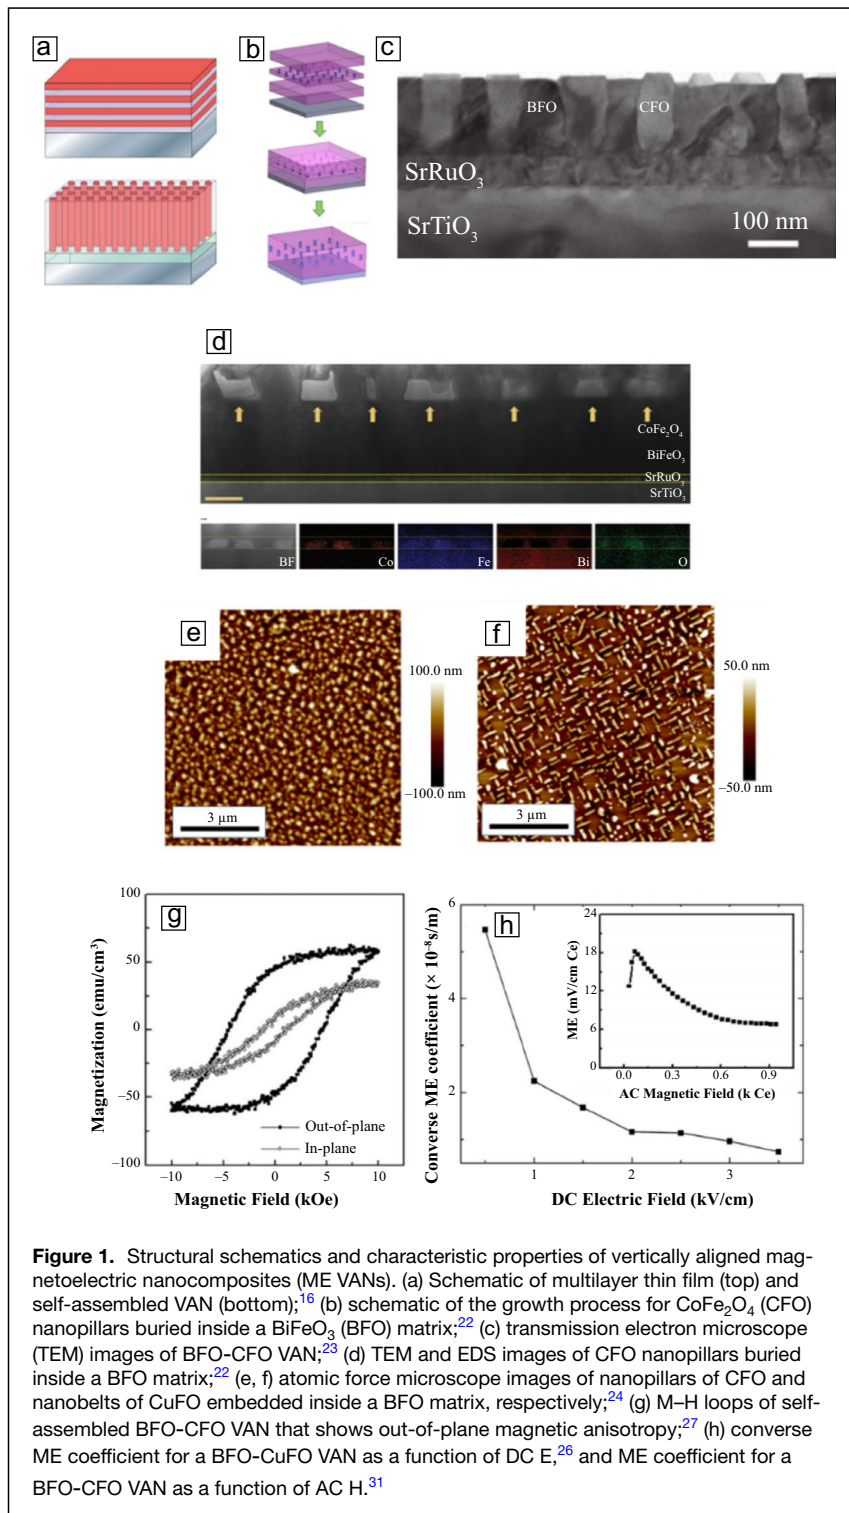 a
b
c
BFO
CFO
SrRuO₃
SrTiO₃
100 nm
d
CoFe₂O₄
BiFeO₃
SrRuO₃
SrTiO₃
BF
Co
Fe
Bi
O
e
100.0 nm
–100.0 nm
3 µm
f
50.0 nm
–50.0 nm
3 µm
g
100
50
0
–50
–100
Magnetization (emu/cm³)
Out-of-plane
In-plane
–10
–5
0
5
10
Magnetic Field (kOe)
h
6
4
2
Converse ME coefficient (× 10⁻⁸s/m)
1
2
3
DC Electric Field (kV/cm)
24
18
12
6
0
ME (mV/cm Ce)
0.0
0.3
0.6
0.9
AC Magnetic Field (k Ce)
Figure 1. Structural schematics and characteristic properties of vertically aligned mag-
netoelectric nanocomposites (ME VANs). (a) Schematic of multilayer thin film (top) and
self-assembled VAN (bottom);¹⁶ (b) schematic of the growth process for CoFe₂O₄ (CFO)
nanopillars buried inside a BiFeO₃ (BFO) matrix;²² (c) transmission electron microscope
(TEM) images of BFO-CFO VAN;²³ (d) TEM and EDS images of CFO nanopillars buried
inside a BFO matrix;²² (e, f) atomic force microscope images of nanopillars of CFO and
nanobelts of CuFO embedded inside a BFO matrix, respectively;²⁴ (g) M–H loops of self-
assembled BFO-CFO VAN that shows out-of-plane magnetic anisotropy;²⁷ (h) converse
ME coefficient for a BFO-CuFO VAN as a function of DC E,²⁶ and ME coefficient for a
BFO-CFO VAN as a function of AC H.³¹